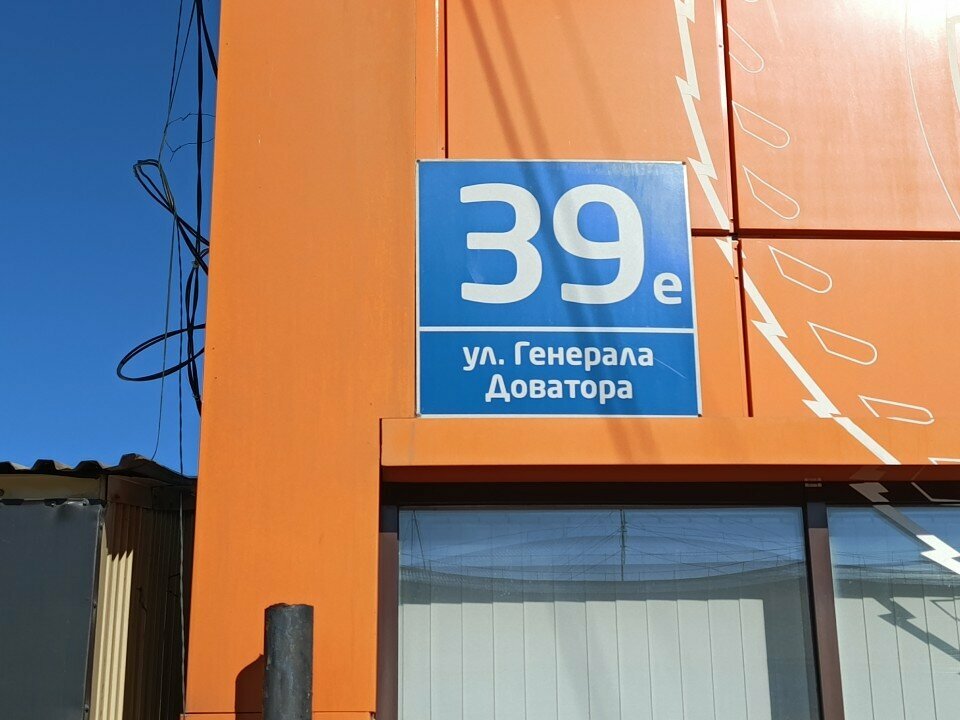 39е
ул. Генерала
Доватора